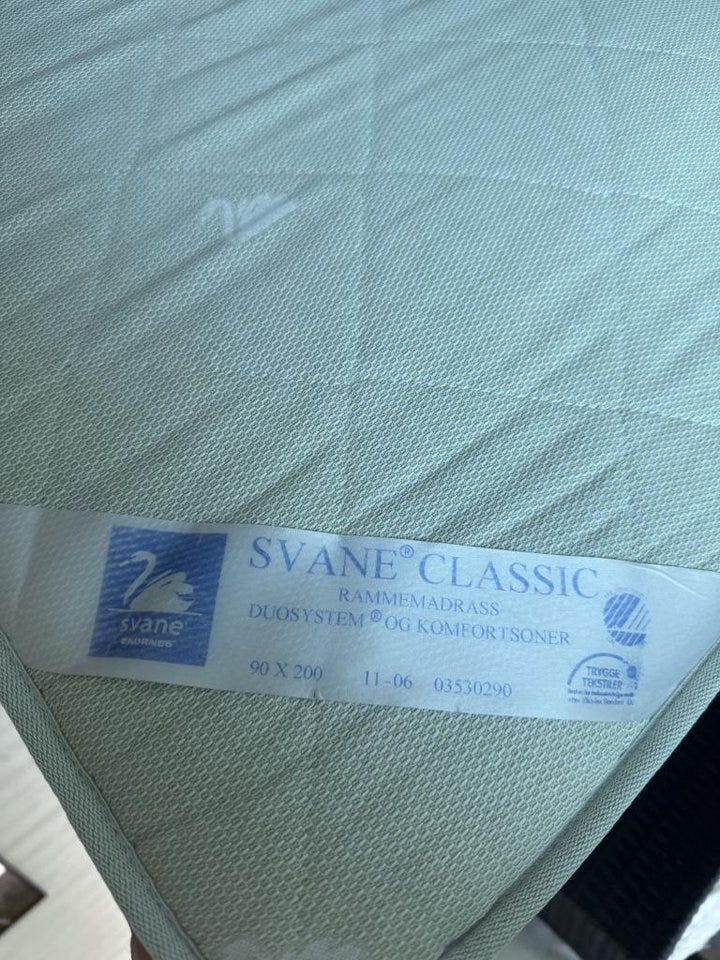 SVANE® CLASSIC
RAMMEMADRASS
DUOSYSTEM® OG KOMFORTSONER
90 X 200 11-06 03530290
svane®
EKORNES
TRYGGE
TEKSTILER